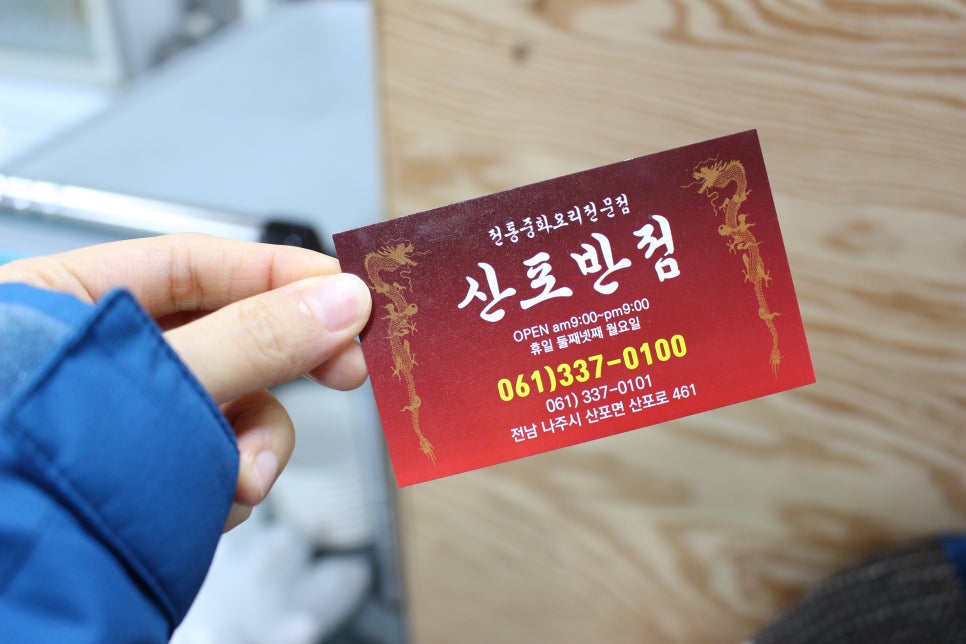 전통중화요리전문점
산포반점
OPEN am9:00~pm9:00
휴일 둘째넷째 월요일
061)337-0100
061) 337-0101
전남 나주시 산포면 산포로 461